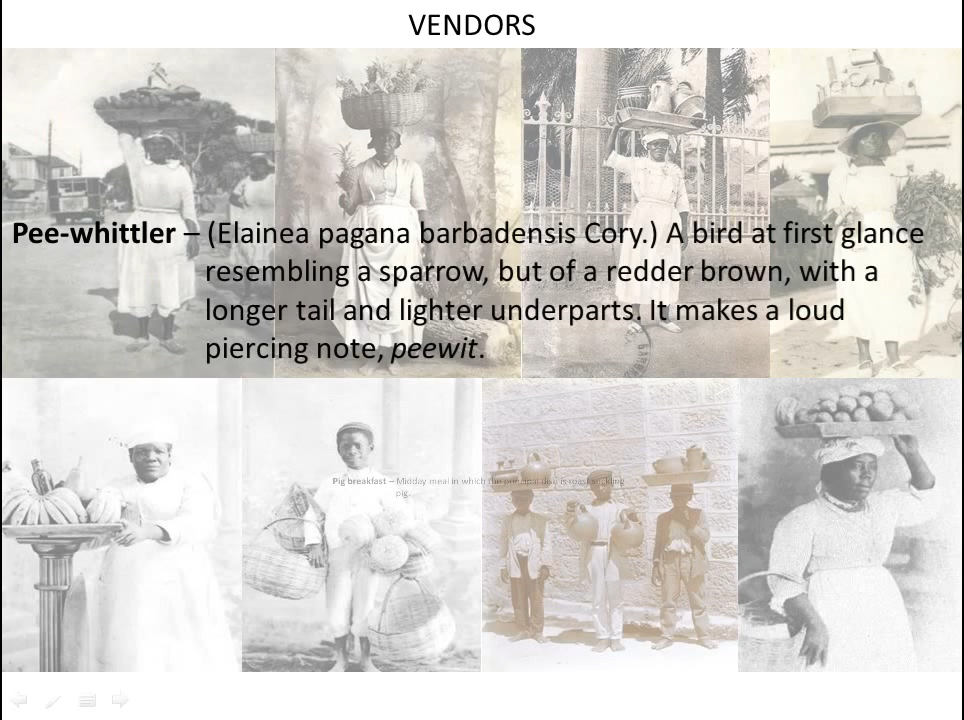 VENDORS
Pee-whittler – (Elainea pagana barbadensis Cory.) A bird at first glance
resembling a sparrow, but of a redder brown, with a
longer tail and lighter underparts. It makes a loud
piercing note, peewit.
Pig breakfast – Midday meal in which the principal dish is roast suckling
pig.